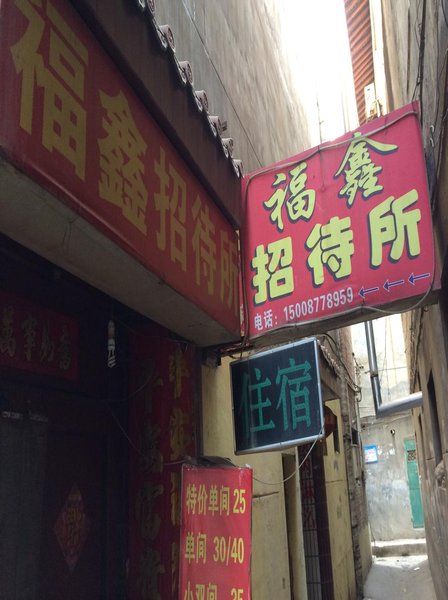 福鑫招待所
福鑫
招待所
电话：15008778959
住宿
特价单间 25
单间 30/40
小双间 35